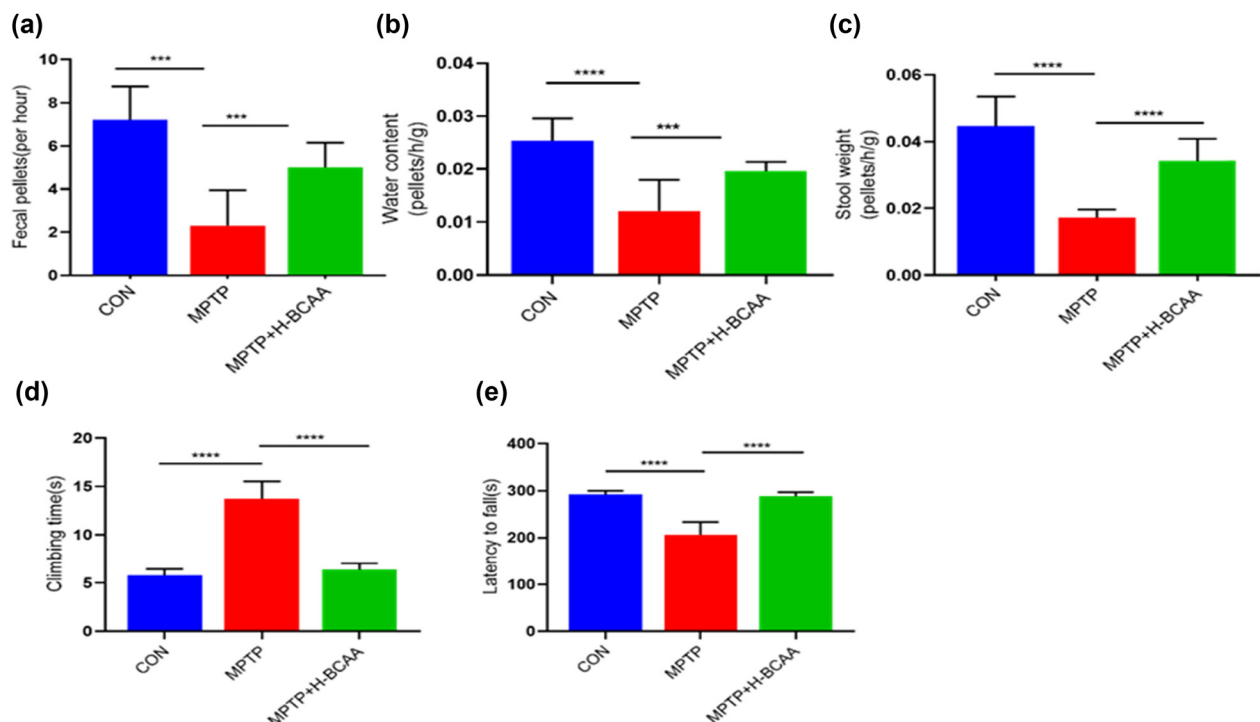 (a)
Fecal pellets(per hour)
10
8
6
4
2
0
***
***
CON
MPTP
MPTP+H-BCAA
(b)
Water content
(pellets/h/g)
0.04
0.03
0.02
0.01
0.00
****
***
CON
MPTP
MPTP+H-BCAA
(c)
Stool weight
(pellets/h/g)
0.06
0.04
0.02
0.00
****
****
CON
MPTP
MPTP+H-BCAA
(d)
Climbing time(s)
20
15
10
5
0
****
****
CON
MPTP
MPTP+H-BCAA
(e)
Latency to fall(s)
400
300
200
100
0
****
****
CON
MPTP
MPTP+H-BCAA